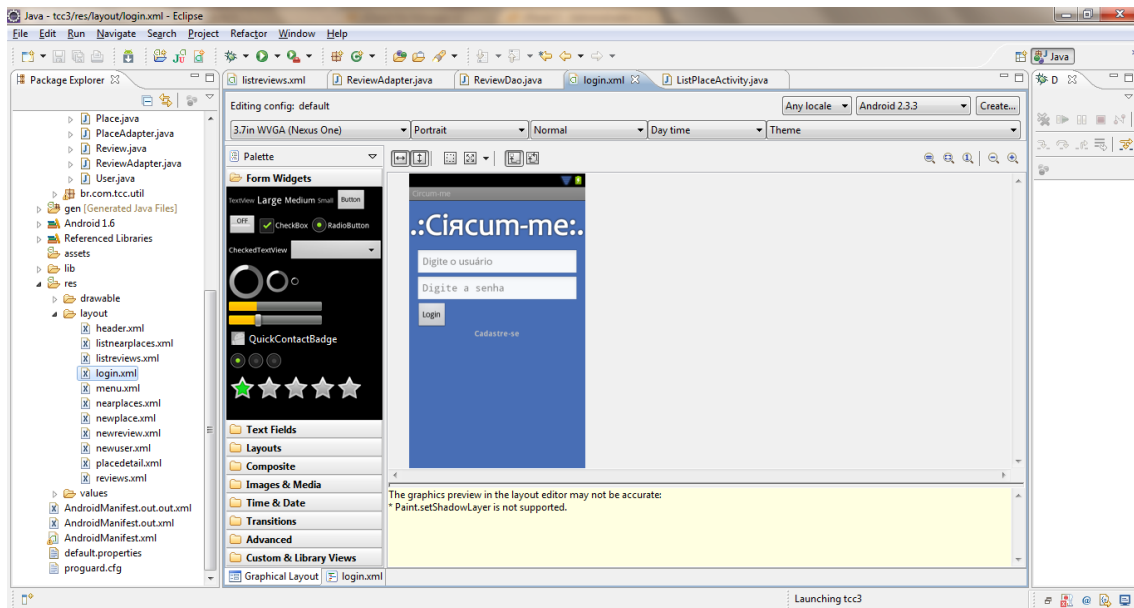 Java - tcc3/res/layout/login.xml - Eclipse
File Edit Run Navigate Search Project Refactor Window Help
Java
Package Explorer
listreviews.xml ReviewAdapter.java ReviewDao.java login.xml ListPlaceActivity.java
D
Editing config: default
Any locale Android 2.3.3 Create...
3.7in WVGA (Nexus One) Portrait Normal Day time Theme
Place.java
PlaceAdapter.java
Review.java
ReviewAdapter.java
User.java
br.com.tcc.util
gen [Generated Java Files]
Android 1.6
Referenced Libraries
assets
lib
res
drawable
layout
header.xml
listnearplaces.xml
listreviews.xml
login.xml
menu.xml
nearplaces.xml
newplace.xml
newreview.xml
newuser.xml
placedetail.xml
reviews.xml
values
AndroidManifest.out.out.xml
AndroidManifest.out.xml
AndroidManifest.xml
default.properties
proguard.cfg
Palette
Form Widgets
TextView Large Medium Small Button
OFF CheckBox RadioButton
CheckedTextView
QuickContactBadge
Text Fields
Layouts
Composite
Images & Media
Time & Date
Transitions
Advanced
Custom & Library Views
Graphical Layout login.xml
Circum-me
.:Ciяcum-me:.
Digite o usuário
Digite a senha
Login
Cadastre-se
The graphics preview in the layout editor may not be accurate:
* Paint.setShadowLayer is not supported.
Launching tcc3